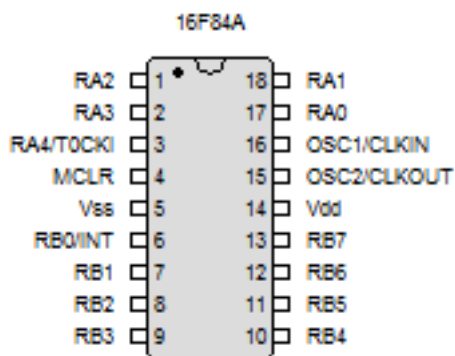 16F84A
RA2 1 18 RA1
RA3 2 17 RA0
RA4/T0CKI 3 16 OSC1/CLKIN
MCLR 4 15 OSC2/CLKOUT
Vss 5 14 Vdd
RB0/INT 6 13 RB7
RB1 7 12 RB6
RB2 8 11 RB5
RB3 9 10 RB4